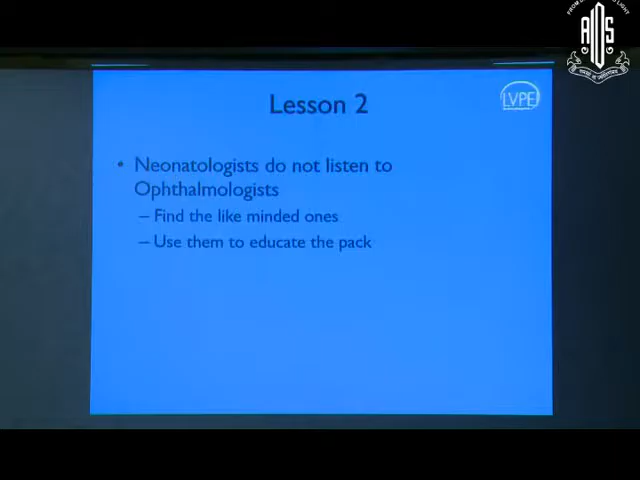 AIOS
Lesson 2
LVPEI
• Neonatologists do not listen to
Ophthalmologists
– Find the like minded ones
– Use them to educate the pack